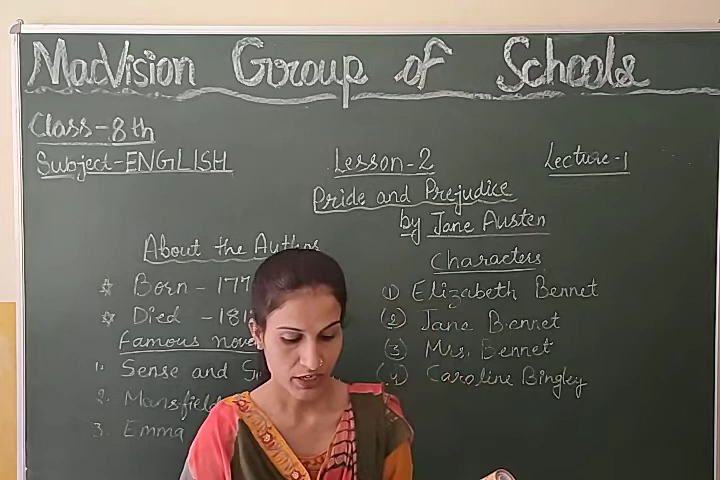 MacVision Group of Schools
Class-8th
Subject-ENGLISH
Lesson-2
Lecture-1
Pride and Prejudice
by Jane Austen
About the Author
☆ Born - 177
☆ Died - 181
Famous nove
1. Sense and S
2. Mansfield
3. Emma
Characters
(1) Elizabeth Bennet
(2) Jane Bennet
(3) Mrs. Bennet
(4) Caroline Bingley